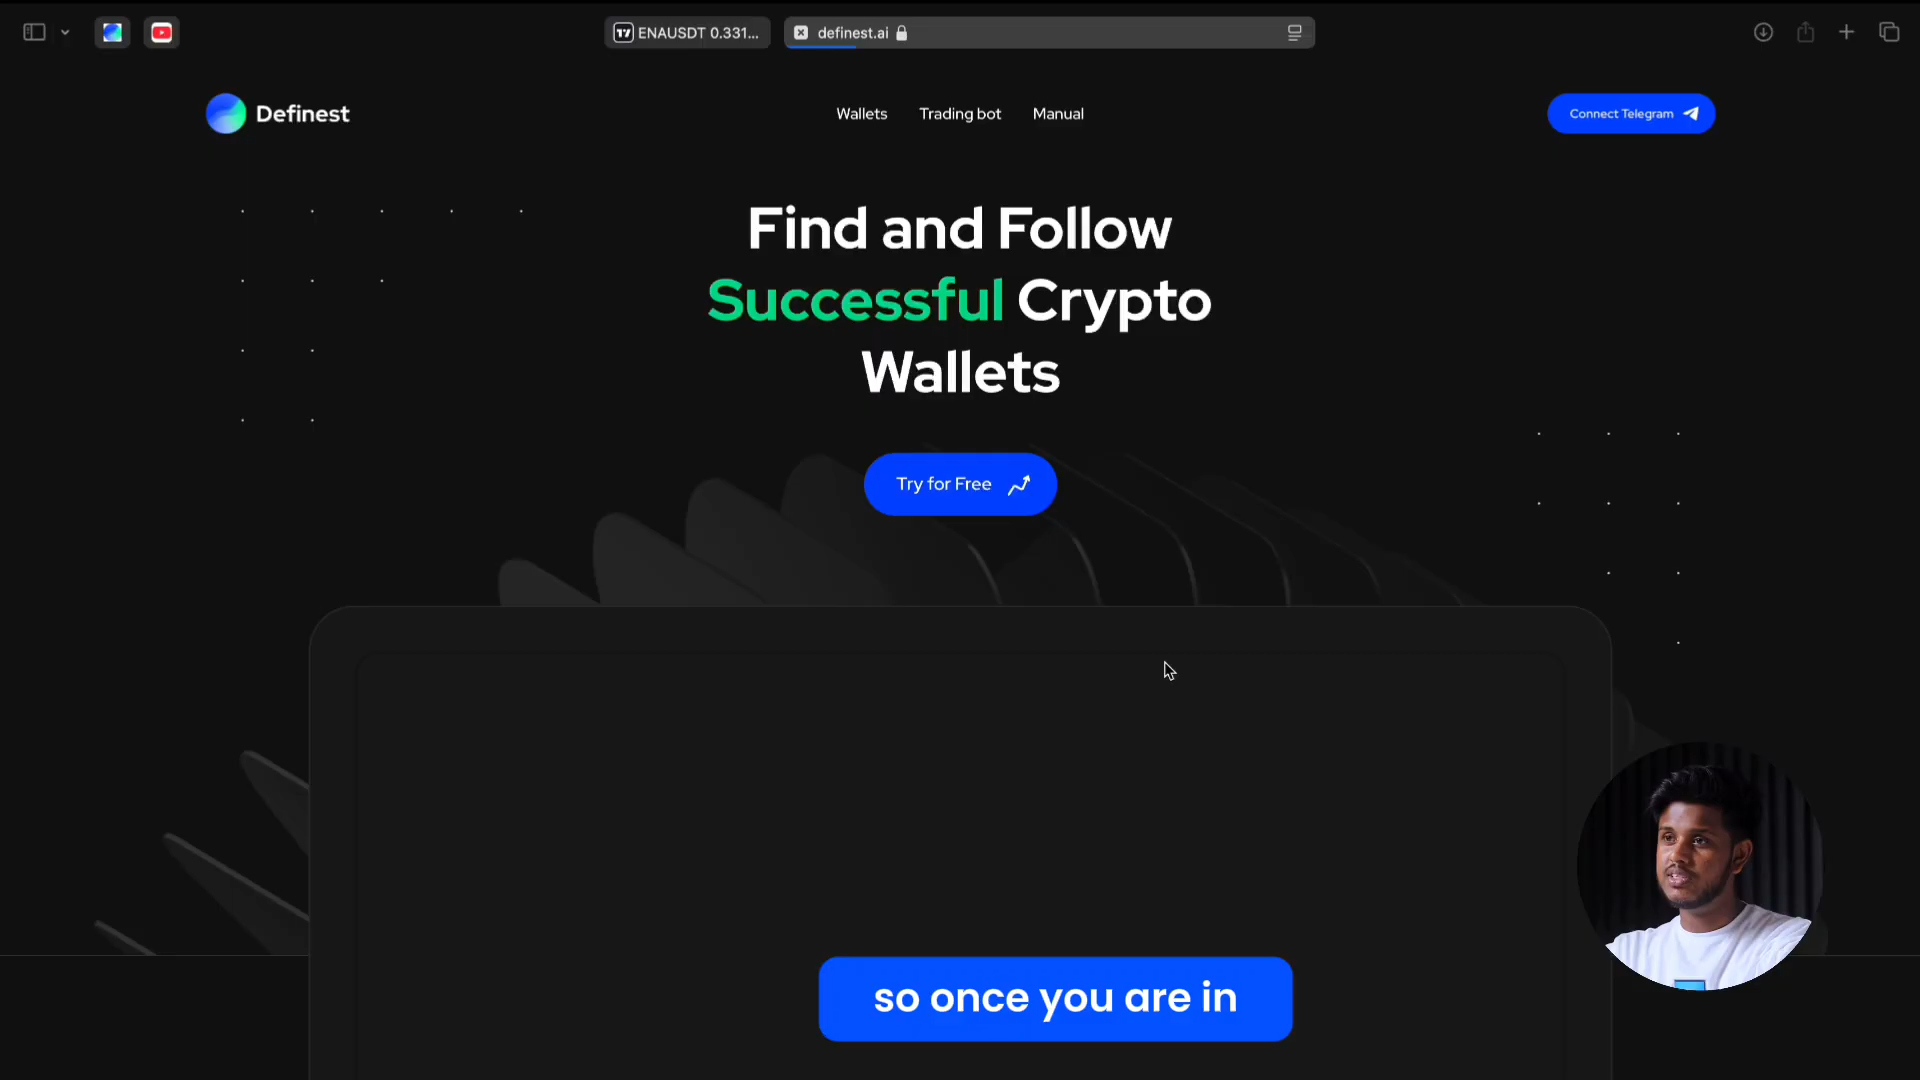 ENAUSDT 0.331...
definest.ai
Definest
Wallets
Trading bot
Manual
Connect Telegram
Find and Follow
Successful Crypto
Wallets
Try for Free
so once you are in